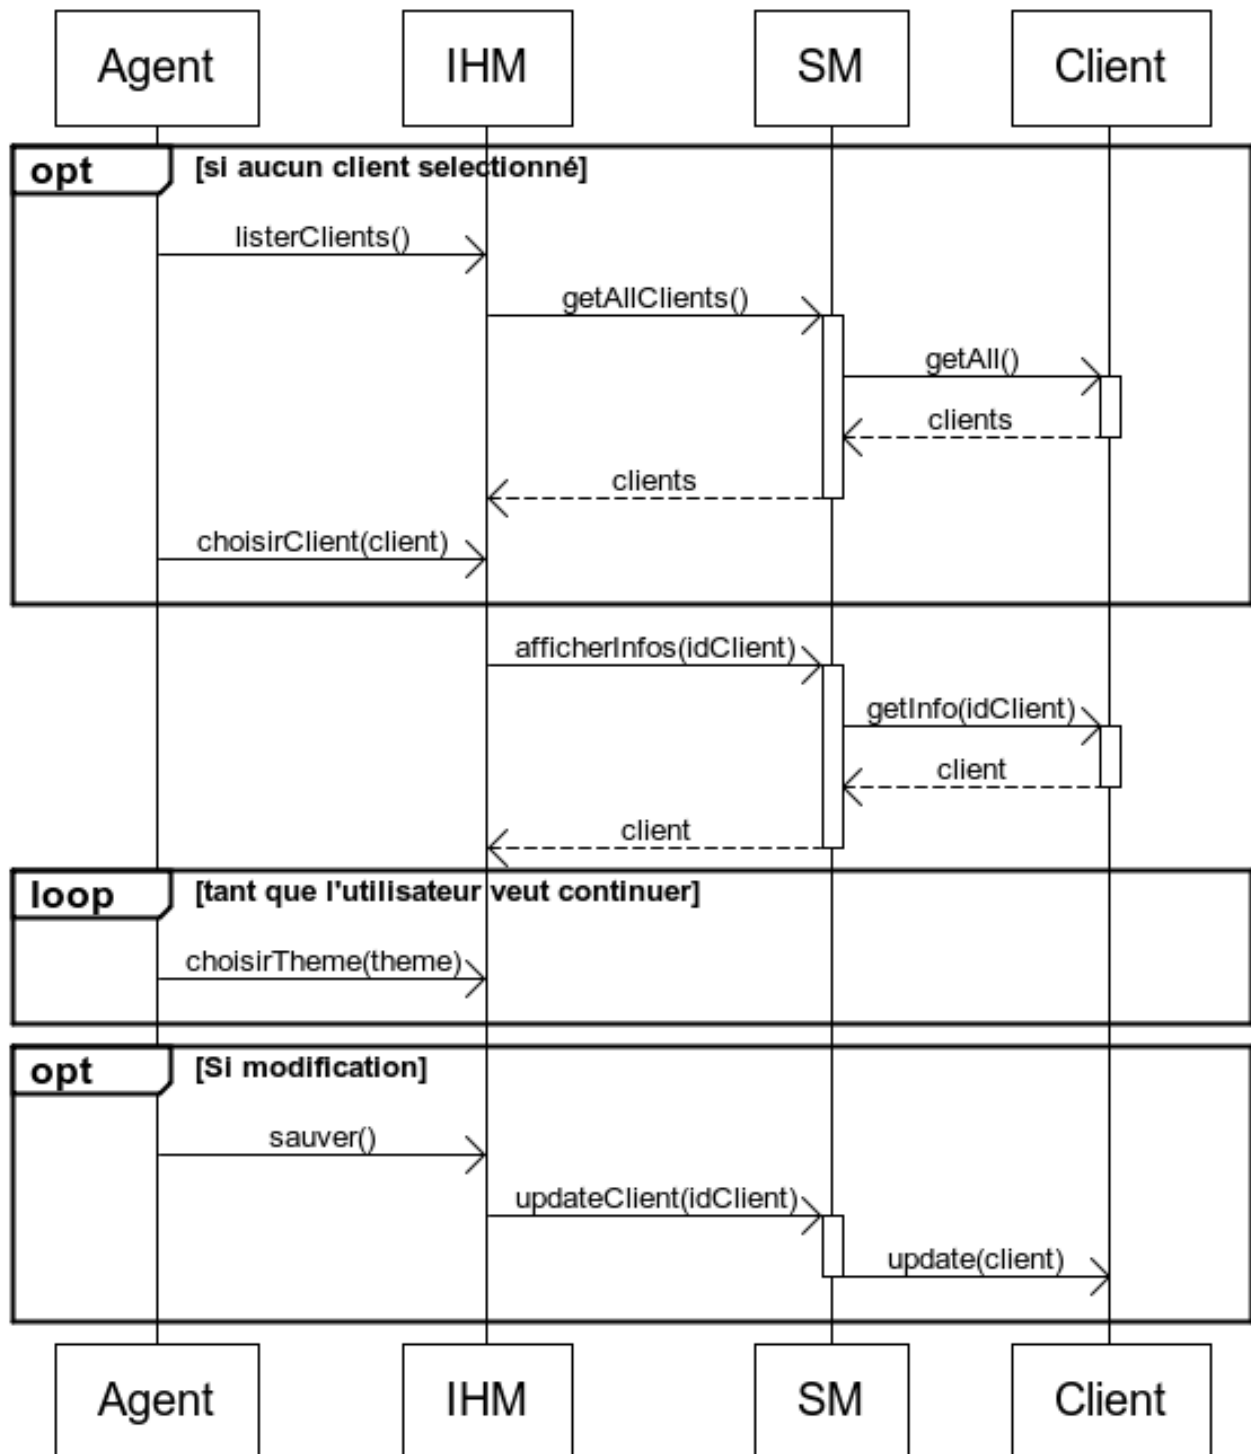 Agent IHM SM Client
opt [si aucun client selectionné]
listerClients()
getAllClients()
getAll()
clients
clients
choisirClient(client)
afficherInfos(idClient)
getInfo(idClient)
client
client
loop [tant que l'utilisateur veut continuer]
choisirTheme(theme)
opt [Si modification]
sauver()
updateClient(idClient)
update(client)
Agent IHM SM Client